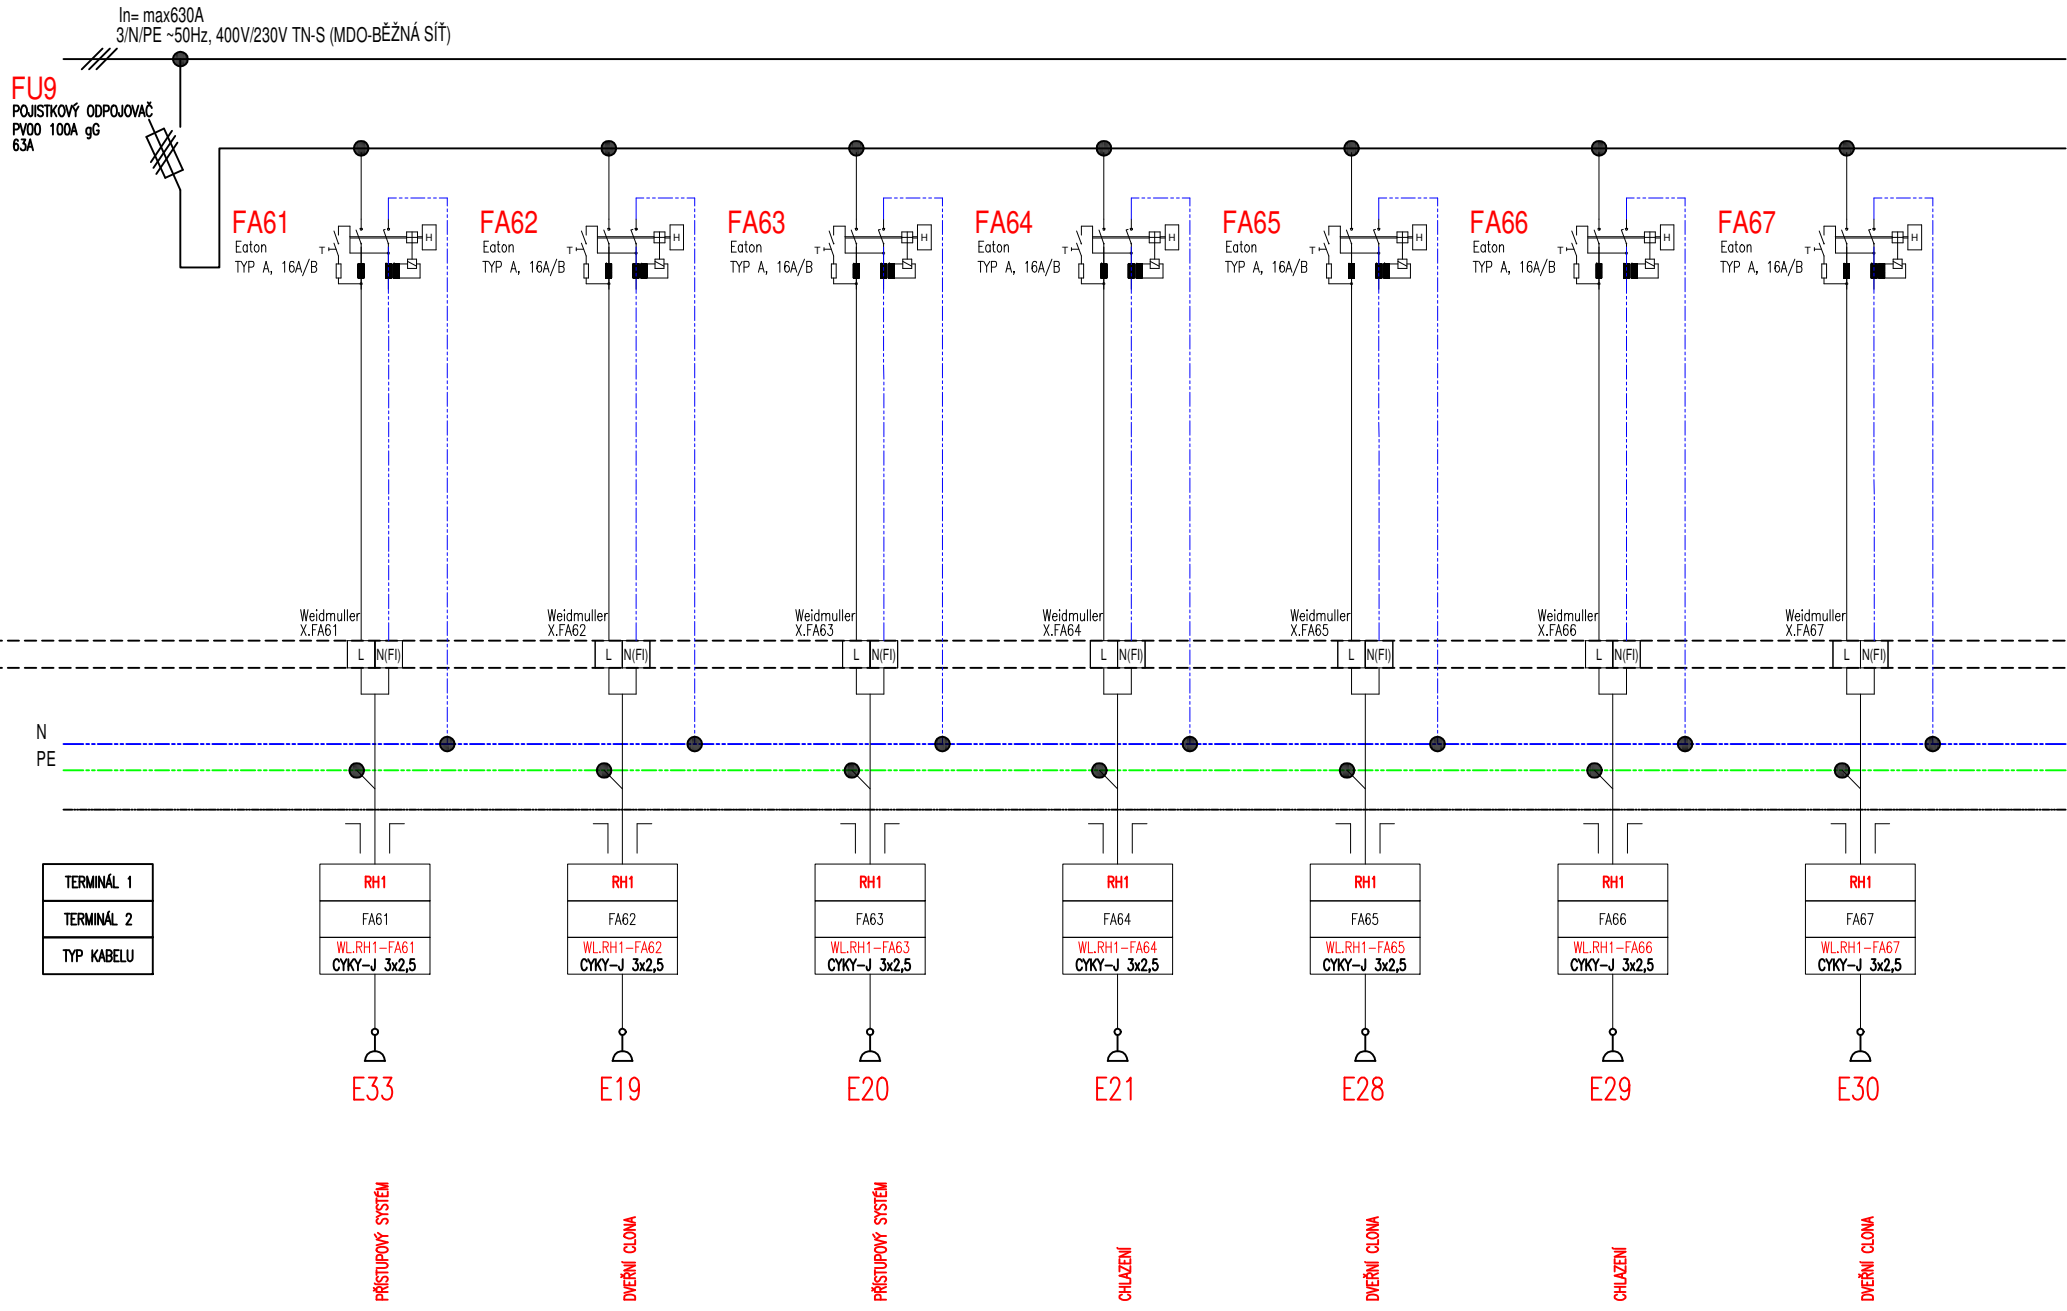 In= max630A
3/N/PE ~50Hz, 400V/230V TN-S (MDO-BĚŽNÁ SÍŤ)
FU9
POJISTKOVÝ ODPOJOVAČ
PV00 100A gG
63A
FA61
Eaton
TYP A, 16A/B
T
H
FA62
Eaton
TYP A, 16A/B
T
H
FA63
Eaton
TYP A, 16A/B
T
H
FA64
Eaton
TYP A, 16A/B
T
H
FA65
Eaton
TYP A, 16A/B
T
H
FA66
Eaton
TYP A, 16A/B
T
H
FA67
Eaton
TYP A, 16A/B
T
H
Weidmuller
X.FA61
L N(FI)
Weidmuller
X.FA62
L N(FI)
Weidmuller
X.FA63
L N(FI)
Weidmuller
X.FA64
L N(FI)
Weidmuller
X.FA65
L N(FI)
Weidmuller
X.FA66
L N(FI)
Weidmuller
X.FA67
L N(FI)
N
PE
TERMINÁL 1
TERMINÁL 2
TYP KABELU
RH1
FA61
WL.RH1-FA61
CYKY-J 3x2,5
RH1
FA62
WL.RH1-FA62
CYKY-J 3x2,5
RH1
FA63
WL.RH1-FA63
CYKY-J 3x2,5
RH1
FA64
WL.RH1-FA64
CYKY-J 3x2,5
RH1
FA65
WL.RH1-FA65
CYKY-J 3x2,5
RH1
FA66
WL.RH1-FA66
CYKY-J 3x2,5
RH1
FA67
WL.RH1-FA67
CYKY-J 3x2,5
E33
E19
E20
E21
E28
E29
E30
PŘÍSTUPOVÝ SYSTÉM
DVEŘNÍ CLONA
PŘÍSTUPOVÝ SYSTÉM
CHLAZENÍ
DVEŘNÍ CLONA
CHLAZENÍ
DVEŘNÍ CLONA